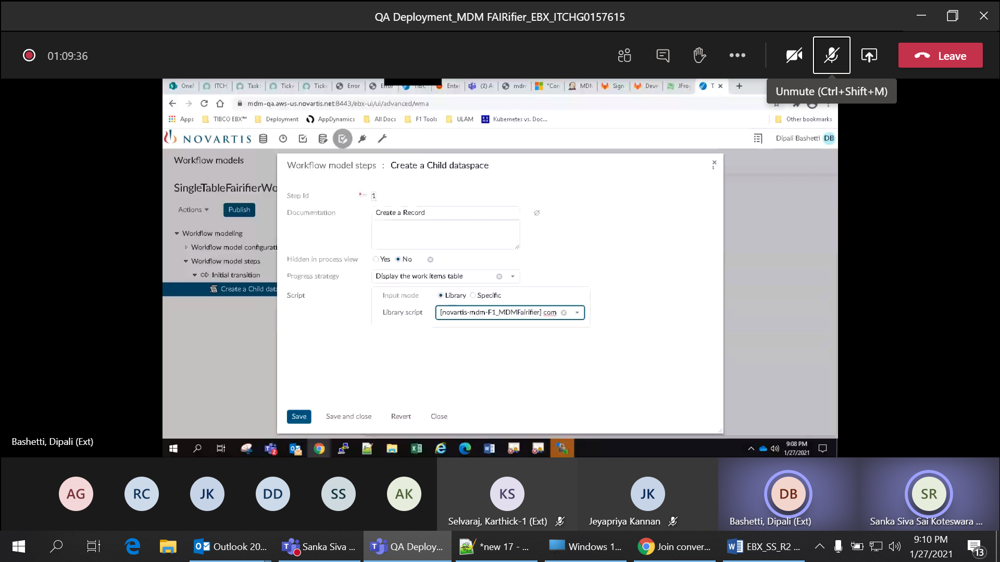 QA Deployment_MDM FAIRifier_EBX_ITCHG0157615
01:09:36
Leave
Unmute (Ctrl+Shift+M)
OneI ITCH Task Ticke Ticke Error Error TIBC Enter (2) A mdn "Con MDN Sign Deve JFrog T
mdm-qa.aws-us.novartis.net:8443/ebx-ui/ui/advanced/wma
Apps TIBCO EBX™ Deployment AppDynamics All Docs F1 Tools ULAM Kubernetes vs. Doc... Other bookmarks
NOVARTIS Dipali Bashetti DB
Workflow models
SingleTableFairifierWo
Actions Publish
Workflow modeling
Workflow model configurati
Workflow model steps
Initial transition
Create a Child data
Workflow model steps : Create a Child dataspace
Step Id * 1
Documentation Create a Record
Hidden in process view Yes No
Progress strategy Display the work items table
Script Input mode Library Specific
Library script [novartis-mdm-F1_MDMFairifier] com
Save Save and close Revert Close
Bashetti, Dipali (Ext)
2
9:08 PM
1/27/2021
AG RC JK DD SS AK KS JK DB SR
Selvaraj, Karthick-1 (Ext) Jeyapriya Kannan Bashetti, Dipali (Ext) Sanka Siva Sai Koteswara ...
Outlook 20... Sanka Siva ... QA Deploy... *new 17 - ... Windows 1... Join conver... EBX_SS_R2 ...
9:10 PM
1/27/2021
13